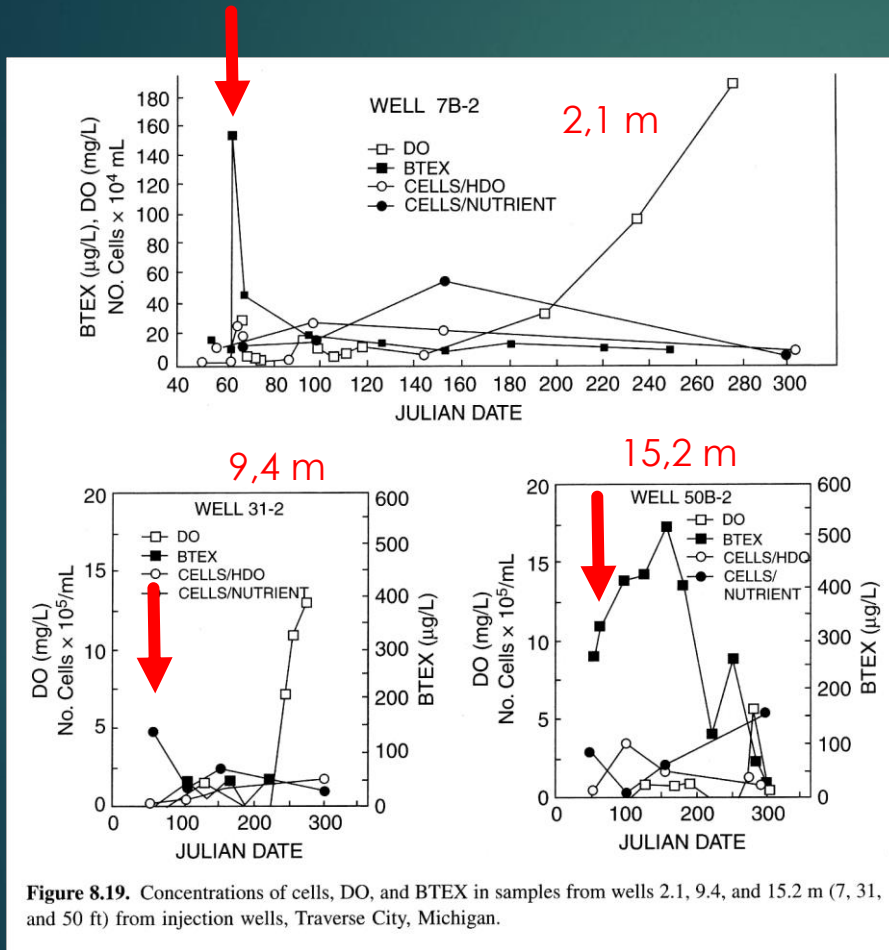 180
160
140
120
100
80
60
40
20
0
BTEX (µg/L), DO (mg/L)
NO. Cells × 10⁴ mL
WELL 7B-2
2,1 m
DO
BTEX
CELLS/HDO
CELLS/NUTRIENT
40 60 80 100 120 140 160 180 200 220 240 260 280 300
JULIAN DATE
9,4 m
20
15
10
5
0
DO (mg/L)
No. Cells × 10⁵/mL
WELL 31-2
DO
BTEX
CELLS/HDO
CELLS/NUTRIENT
600
500
400
300
200
100
0
BTEX (µg/L)
0 100 200 300
JULIAN DATE
15,2 m
20
15
10
5
0
DO (mg/L)
No. Cells × 10⁵/mL
WELL 50B-2
DO
BTEX
CELLS/HDO
CELLS/
NUTRIENT
600
500
400
300
200
100
0
BTEX (µg/L)
0 100 200 300
JULIAN DATE
Figure 8.19. Concentrations of cells, DO, and BTEX in samples from wells 2.1, 9.4, and 15.2 m (7, 31,
and 50 ft) from injection wells, Traverse City, Michigan.